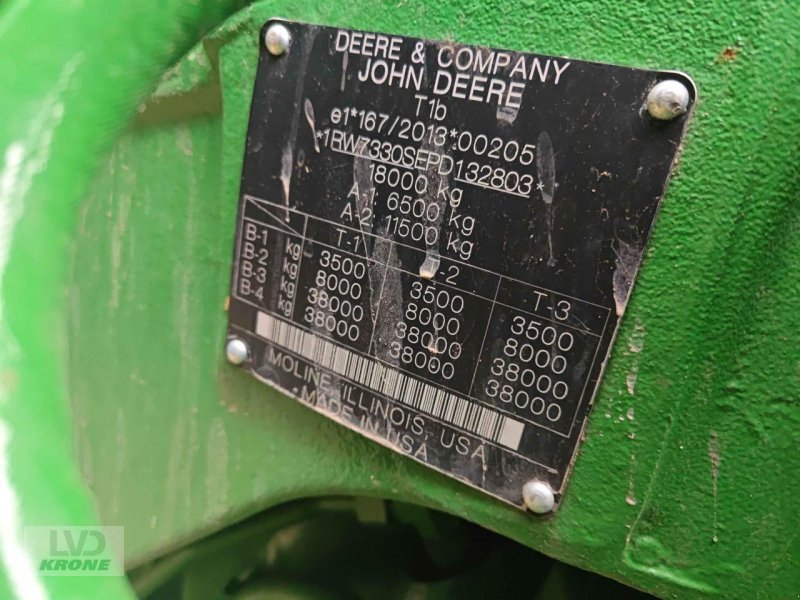 DEERE & COMPANY
JOHN DEERE
T1b
e1*167/2013*00205
*1RW7330SEPD132803*
18000 kg
A-1: 6500 kg
A-2: 11500 kg
T-1 T-2 T-3
B-1 kg 3500 3500 3500
B-2 kg 8000 8000 8000
B-3 kg 38000 38000 38000
B-4 kg 38000 38000 38000
MOLINE, ILLINOIS, USA
MADE IN USA
LVD
KRONE